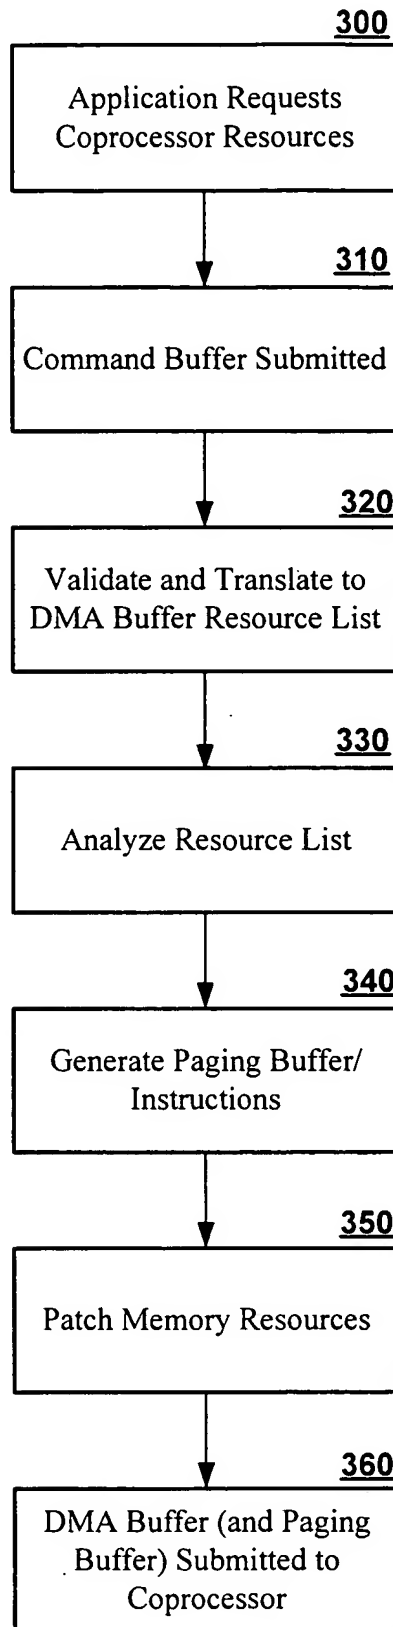 300
Application Requests
Coprocessor Resources
310
Command Buffer Submitted
320
Validate and Translate to
DMA Buffer Resource List
330
Analyze Resource List
340
Generate Paging Buffer/
Instructions
350
Patch Memory Resources
360
DMA Buffer (and Paging
Buffer) Submitted to
Coprocessor